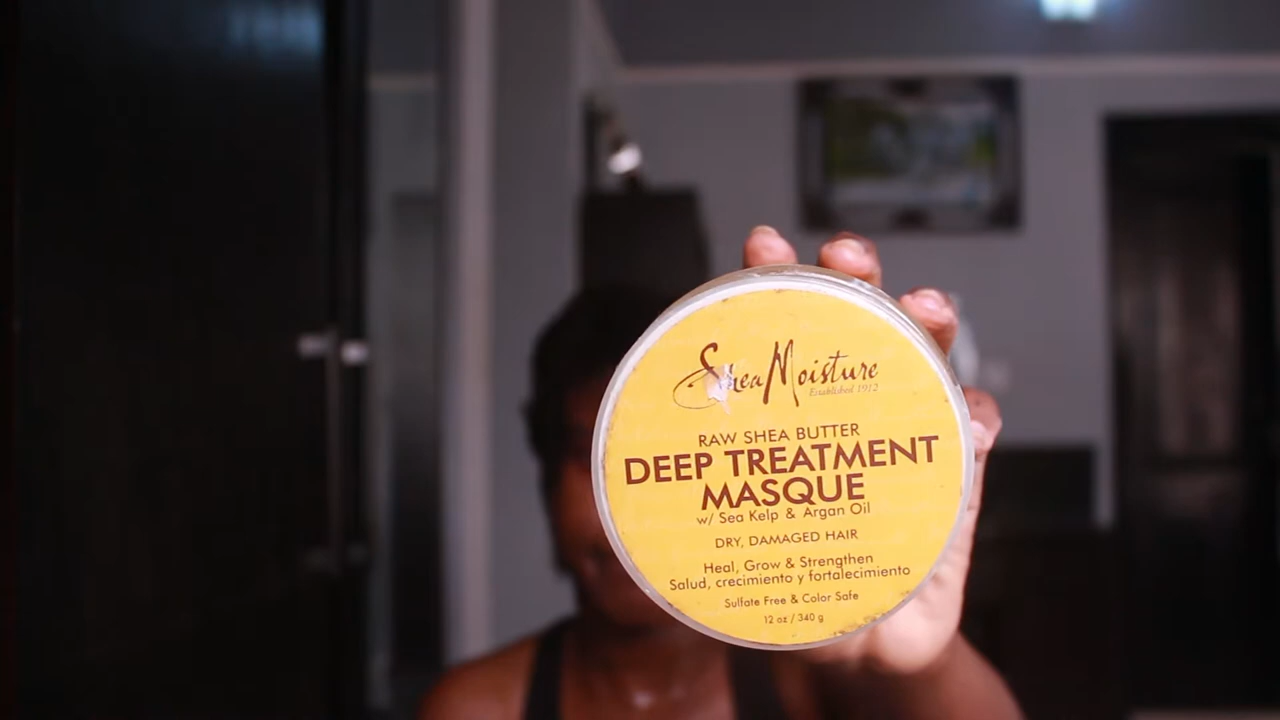 SheaMoisture
Established 1912
RAW SHEA BUTTER
DEEP TREATMENT
MASQUE
w/ Sea Kelp & Argan Oil
DRY, DAMAGED HAIR
Heal, Grow & Strengthen
Salud, crecimiento y fortalecimiento
Sulfate Free & Color Safe
12 oz / 340 g